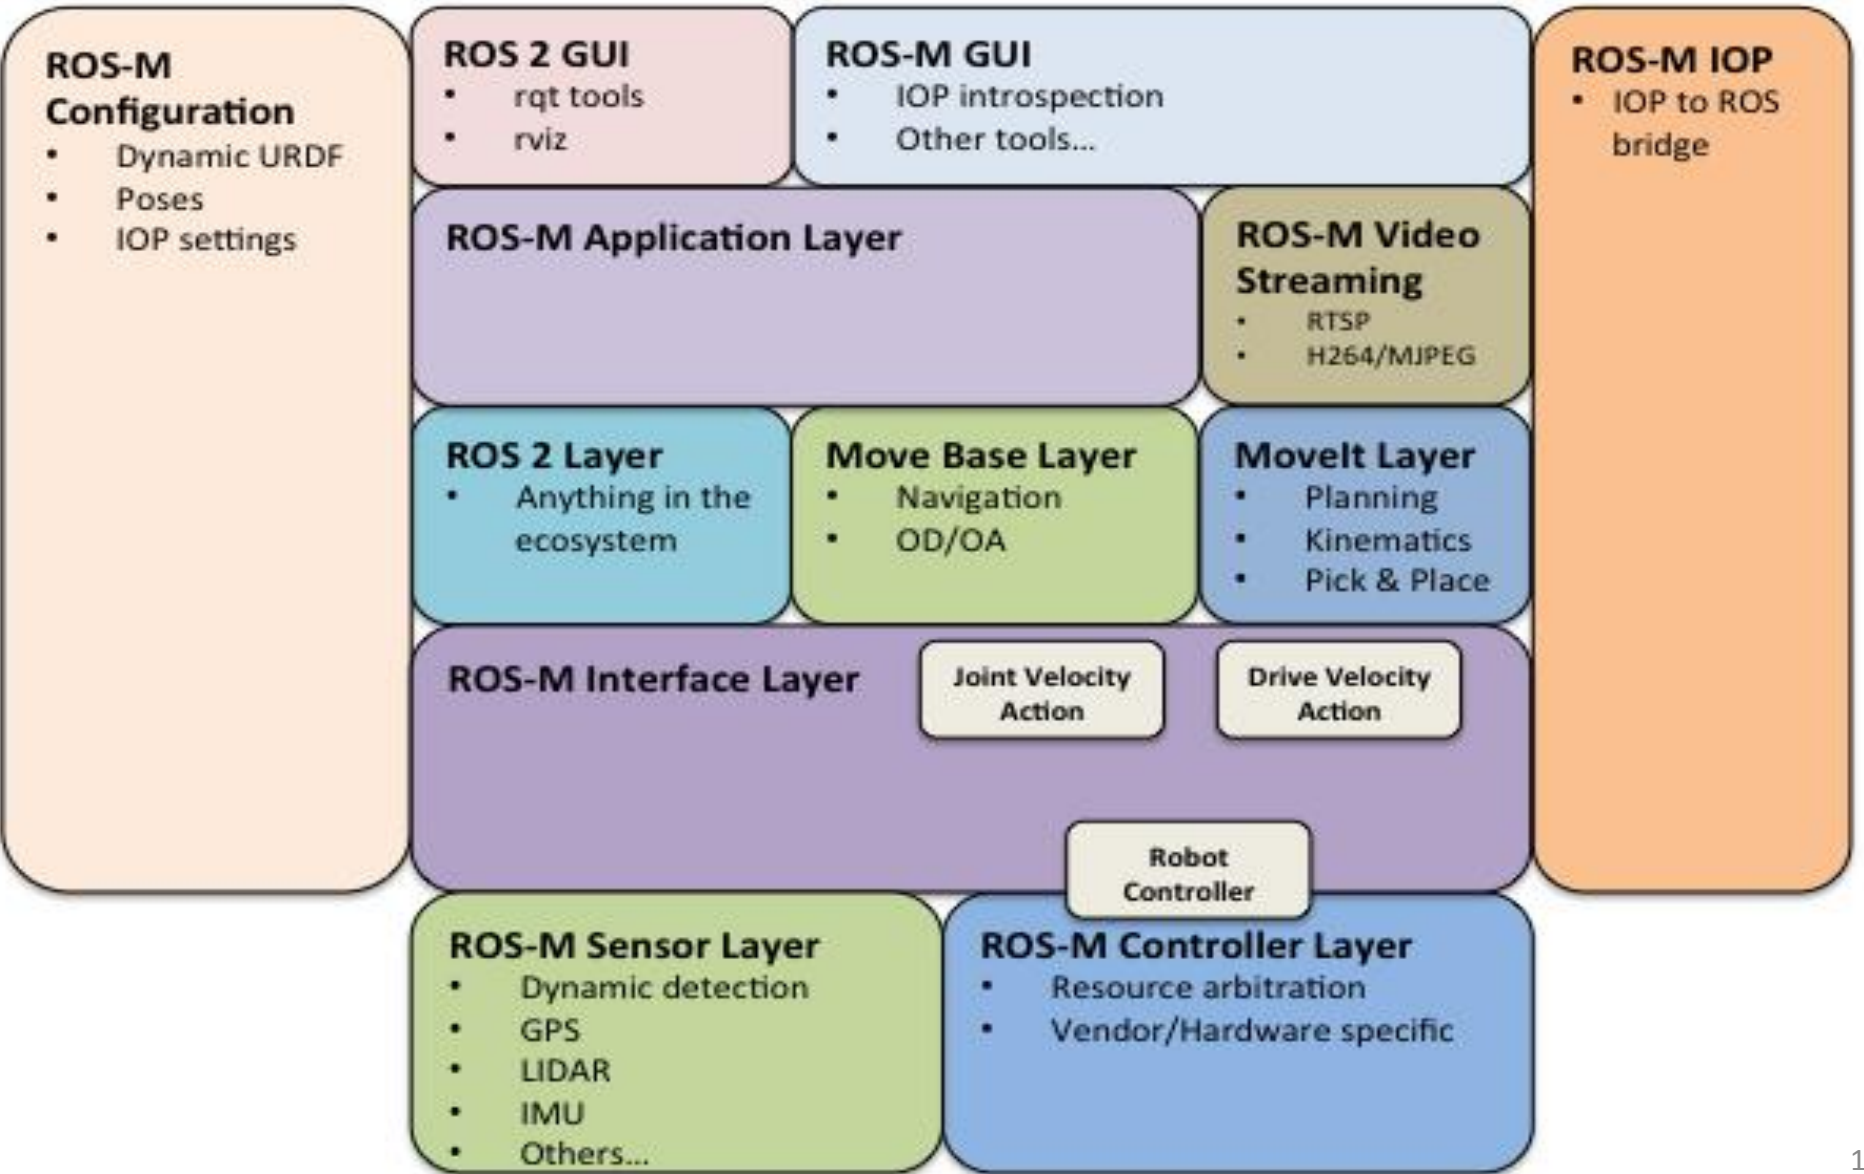 ROS-M
Configuration
• Dynamic URDF
• Poses
• IOP settings
ROS 2 GUI
• rqt tools
• rviz
ROS-M GUI
• IOP introspection
• Other tools...
ROS-M IOP
• IOP to ROS
bridge
ROS-M Application Layer
ROS-M Video
Streaming
• RTSP
• H264/MJPEG
ROS 2 Layer
• Anything in the
ecosystem
Move Base Layer
• Navigation
• OD/OA
MoveIt Layer
• Planning
• Kinematics
• Pick & Place
ROS-M Interface Layer
Joint Velocity
Action
Drive Velocity
Action
Robot
Controller
ROS-M Sensor Layer
• Dynamic detection
• GPS
• LIDAR
• IMU
• Others...
ROS-M Controller Layer
• Resource arbitration
• Vendor/Hardware specific
1